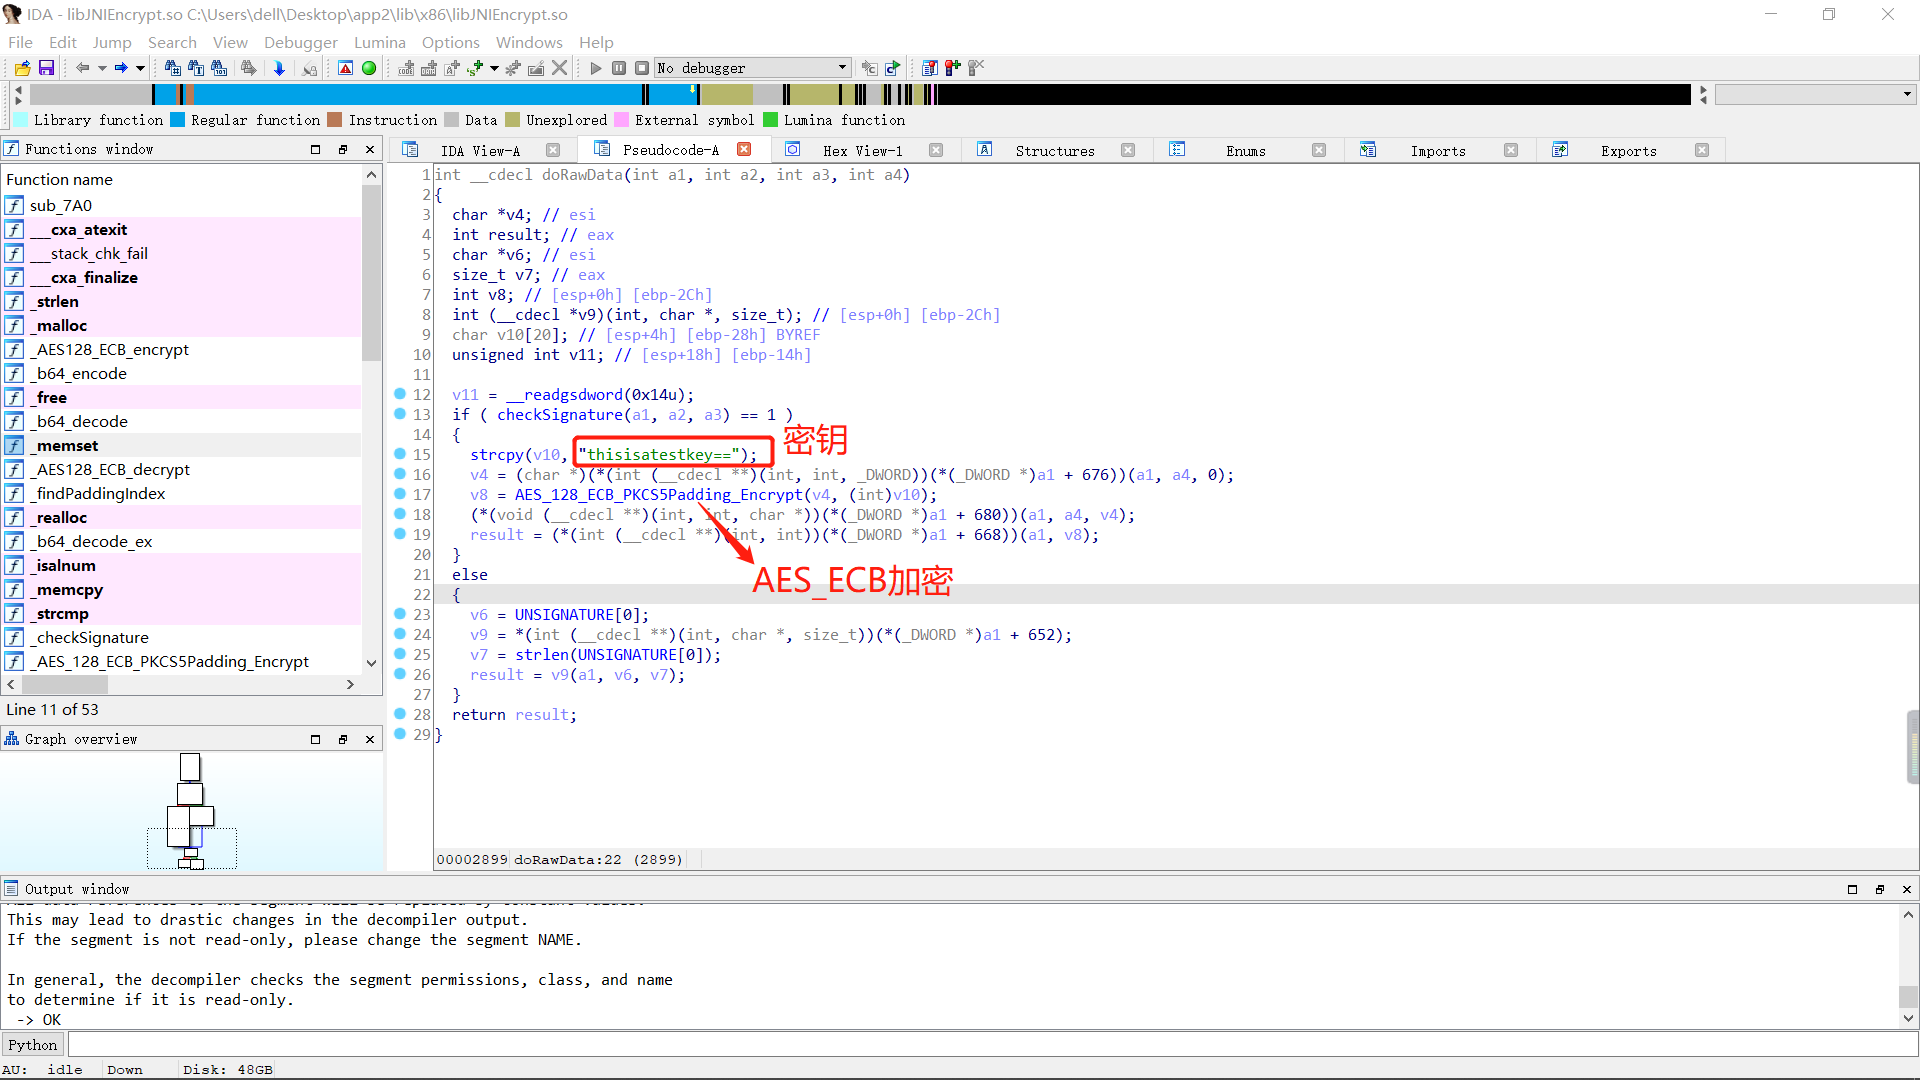 IDA - libJNIEncrypt.so C:\Users\dell\Desktop\app2\lib\x86\libJNIEncrypt.so
File Edit Jump Search View Debugger Lumina Options Windows Help
No debugger
Library function Regular function Instruction Data Unexplored External symbol Lumina function
Functions window
IDA View-A Pseudocode-A Hex View-1 Structures Enums Imports Exports
Function name
sub_7A0
___cxa_atexit
___stack_chk_fail
___cxa_finalize
_strlen
_malloc
_AES128_ECB_encrypt
_b64_encode
_free
_b64_decode
_memset
_AES128_ECB_decrypt
_findPaddingIndex
_realloc
_b64_decode_ex
_isalnum
_memcpy
_strcmp
_checkSignature
_AES_128_ECB_PKCS5Padding_Encrypt
Line 11 of 53
Graph overview
1 int __cdecl doRawData(int a1, int a2, int a3, int a4)
2 {
3 char *v4; // esi
4 int result; // eax
5 char *v6; // esi
6 size_t v7; // eax
7 int v8; // [esp+0h] [ebp-2Ch]
8 int (__cdecl *v9)(int, char *, size_t); // [esp+0h] [ebp-2Ch]
9 char v10[20]; // [esp+4h] [ebp-28h] BYREF
10 unsigned int v11; // [esp+18h] [ebp-14h]
11
12 v11 = __readgsdword(0x14u);
13 if ( checkSignature(a1, a2, a3) == 1 )
14 {
密钥
15 strcpy(v10, "thisisatestkey==");
16 v4 = (char *)(*(int (__cdecl **)(int, int, _DWORD))(*(_DWORD *)a1 + 676))(a1, a4, 0);
17 v8 = AES_128_ECB_PKCS5Padding_Encrypt(v4, (int)v10);
18 (*(void (__cdecl **)(int, int, char *))(*(_DWORD *)a1 + 680))(a1, a4, v4);
19 result = (*(int (__cdecl **)(int, int))(*(_DWORD *)a1 + 668))(a1, v8);
20 }
21 else
AES_ECB加密
22 {
23 v6 = UNSIGNATURE[0];
24 v9 = *(int (__cdecl **)(int, char *, size_t))(*(_DWORD *)a1 + 652);
25 v7 = strlen(UNSIGNATURE[0]);
26 result = v9(a1, v6, v7);
27 }
28 return result;
29 }
00002899 doRawData:22 (2899)
Output window
This may lead to drastic changes in the decompiler output.
If the segment is not read-only, please change the segment NAME.
In general, the decompiler checks the segment permissions, class, and name
to determine if it is read-only.
-> OK
Python
AU: idle Down Disk: 48GB